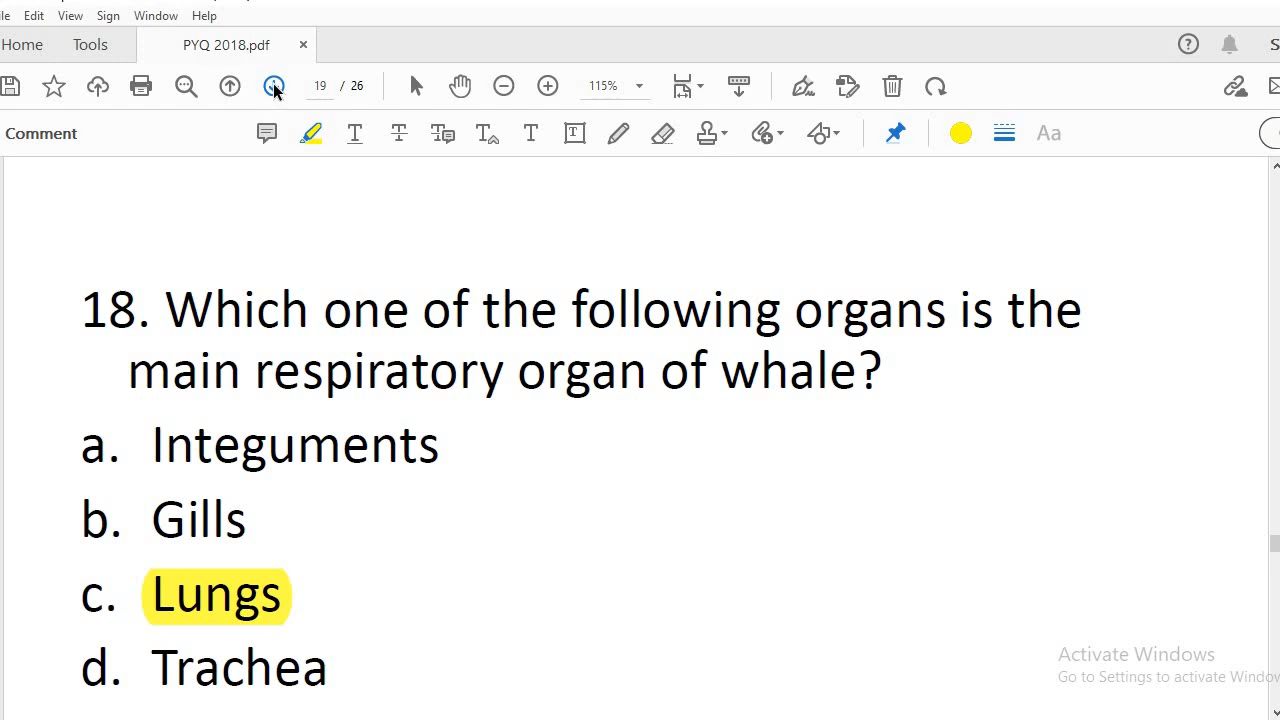 Edit View Sign Window Help
Home Tools PYQ 2018.pdf ×
19 / 26 115%
Comment Aa
18. Which one of the following organs is the
main respiratory organ of whale?
a. Integuments
b. Gills
c. Lungs
d. Trachea
Activate Windows
Go to Settings to activate